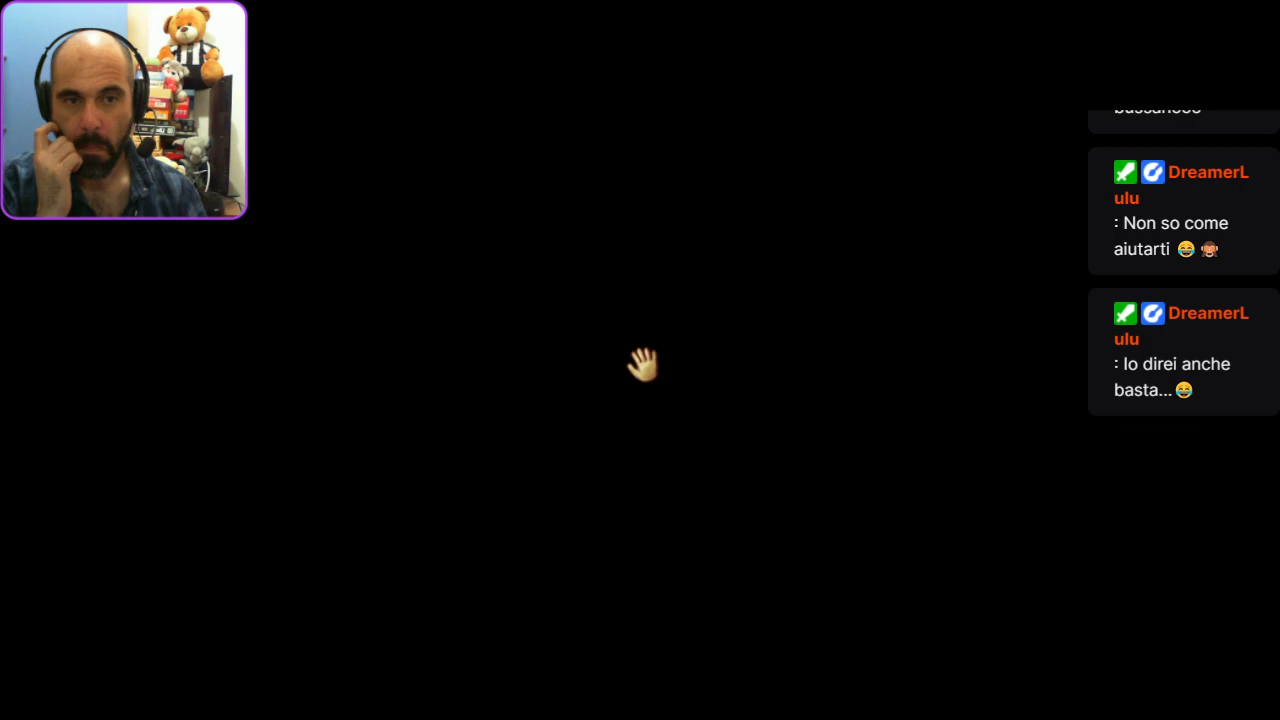 DreamerL
ulu
: Non so come
aiutarti 😂 🙈
DreamerL
ulu
: Io direi anche
basta...😂